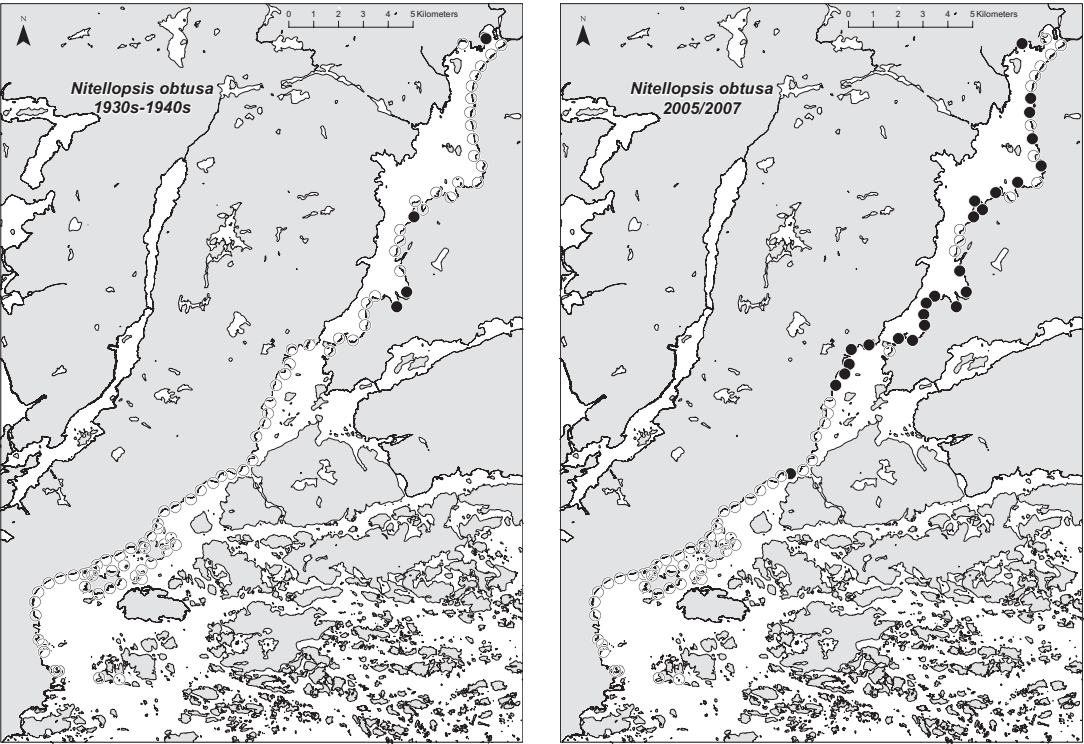 N
0 1 2 3 4 5 Kilometers
Nitellopsis obtusa
1930s-1940s
N
0 1 2 3 4 5 Kilometers
Nitellopsis obtusa
2005/2007